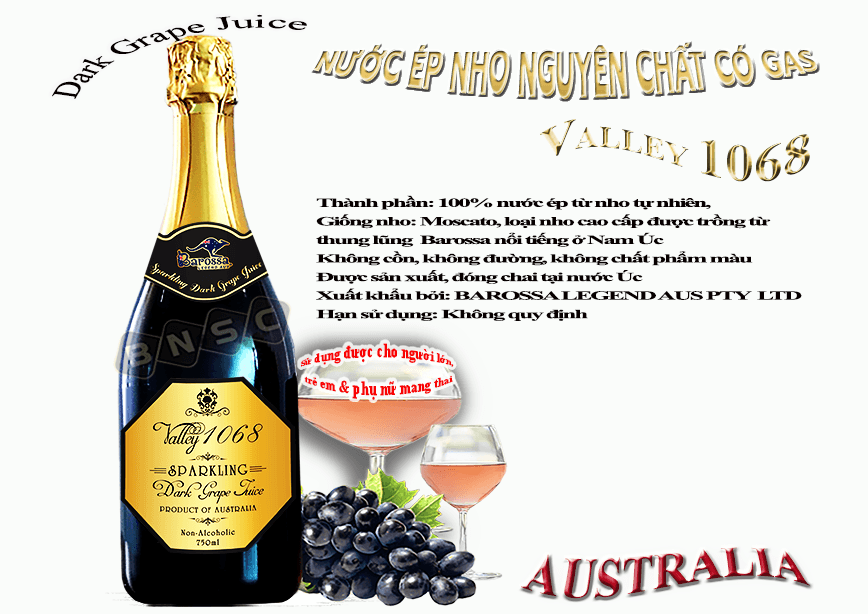 Dark Grape Juice
NƯỚC ÉP NHO NGUYÊN CHẤT CÓ GAS
VALLEY 1068
Thành phần: 100% nước ép từ nho tự nhiên,
Giống nho: Moscato, loại nho cao cấp được trồng từ
thung lũng Barossa nổi tiếng ở Nam Úc
Không cồn, không đường, không chất phẩm màu
Được sản xuất, đóng chai tại nước Úc
Xuất khẩu bởi: BAROSSA LEGEND AUS PTY LTD
Hạn sử dụng: Không quy định
Barossa
LEGEND AUS
Sparkling Dark Grape Juice
BNSC
sử dụng được cho người lớn,
trẻ em & phụ nữ mang thai
Valley 1068
SPARKLING
Dark Grape Juice
PRODUCT OF AUSTRALIA
Non-Alcoholic
750ml
AUSTRALIA